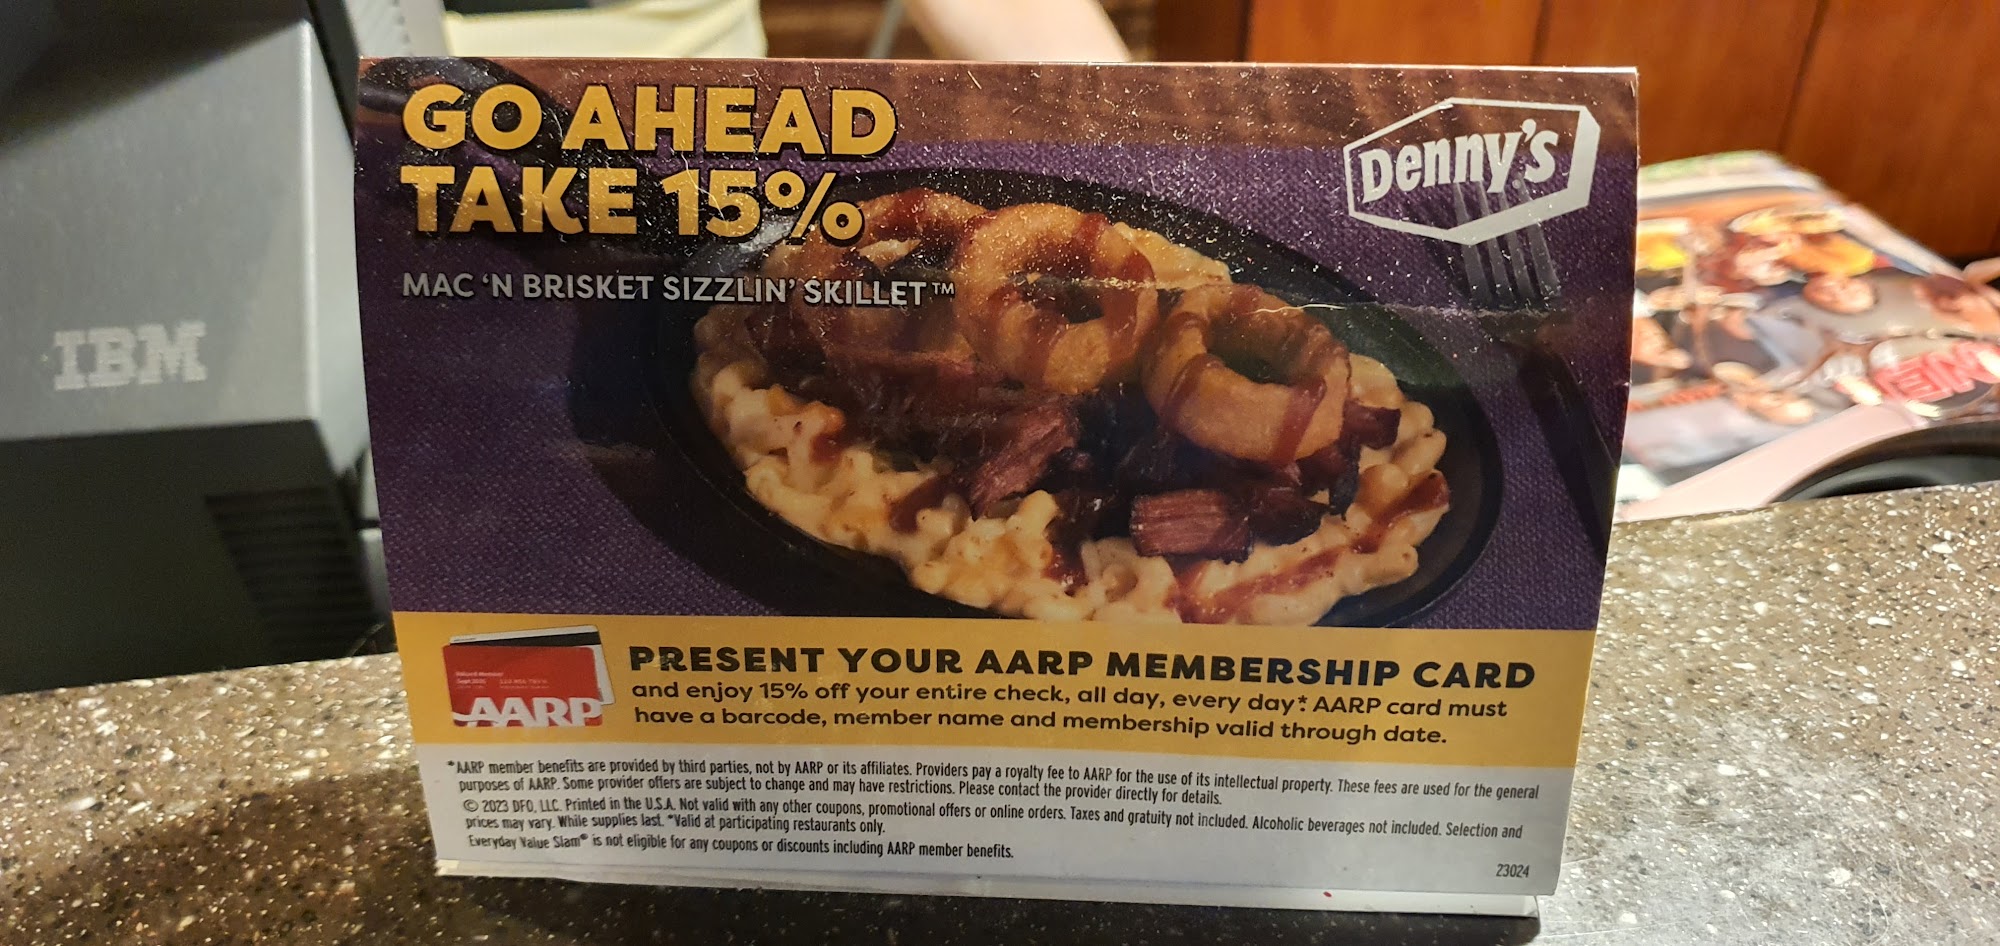 IBM
GO AHEAD
TAKE 15%
MAC 'N BRISKET SIZZLIN' SKILLET™
Denny's
AARP
PRESENT YOUR AARP MEMBERSHIP CARD
and enjoy 15% off your entire check, all day, every day*. AARP card must
have a barcode, member name and membership valid through date.
*AARP member benefits are provided by third parties, not by AARP or its affiliates. Providers pay a royalty fee to AARP for the use of its intellectual property. These fees are used for the general
purposes of AARP. Some provider offers are subject to change and may have restrictions. Please contact the provider directly for details.
© 2023 DFO, LLC. Printed in the U.S.A. Not valid with any other coupons, promotional offers or online orders. Taxes and gratuity not included. Alcoholic beverages not included. Selection and
prices may vary. While supplies last. *Valid at participating restaurants only.
Everyday Value Slam® is not eligible for any coupons or discounts including AARP member benefits.
23024